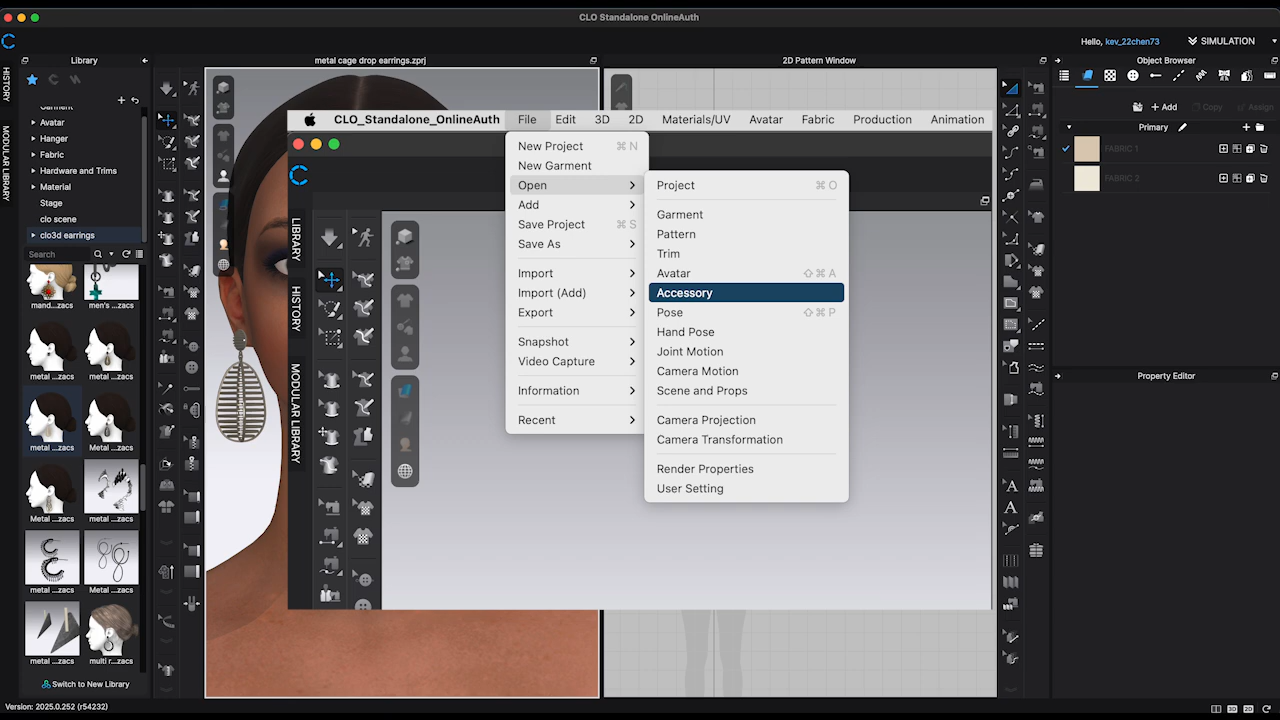 CLO Standalone OnlineAuth
Hello, kev_22chen73
SIMULATION
HISTORY
MODULAR LIBRARY
Library
Garment
Avatar
Hanger
Fabric
Hardware and Trims
Material
Stage
clo scene
clo3d earrings
Search
mand ...zacs
men's ...zacs
metal ...zacs
metal ...zacs
metal ...zacs
metal ...zacs
Metal ...zacs
metal ...zacs
metal ...zacs
Metal ...zacs
metal ...zacs
multi r...zacs
Switch to New Library
Version: 2025.0.252 (r54232)
metal cage drop earrings.zprj
2D Pattern Window
CLO_Standalone_OnlineAuth File Edit 3D 2D Materials/UV Avatar Fabric Production Animation
LIBRARY
HISTORY
MODULAR LIBRARY
New Project ⌘ N
New Garment
Open
Add
Save Project ⌘ S
Save As
Import
Import (Add)
Export
Snapshot
Video Capture
Information
Recent
Project ⌘ O
Garment
Pattern
Trim
Avatar ⇧ ⌘ A
Accessory
Pose ⇧ ⌘ P
Hand Pose
Joint Motion
Camera Motion
Scene and Props
Camera Projection
Camera Transformation
Render Properties
User Setting
Object Browser
+ Add Copy Assign
Primary
FABRIC 1
FABRIC 2
Property Editor
3D 2D